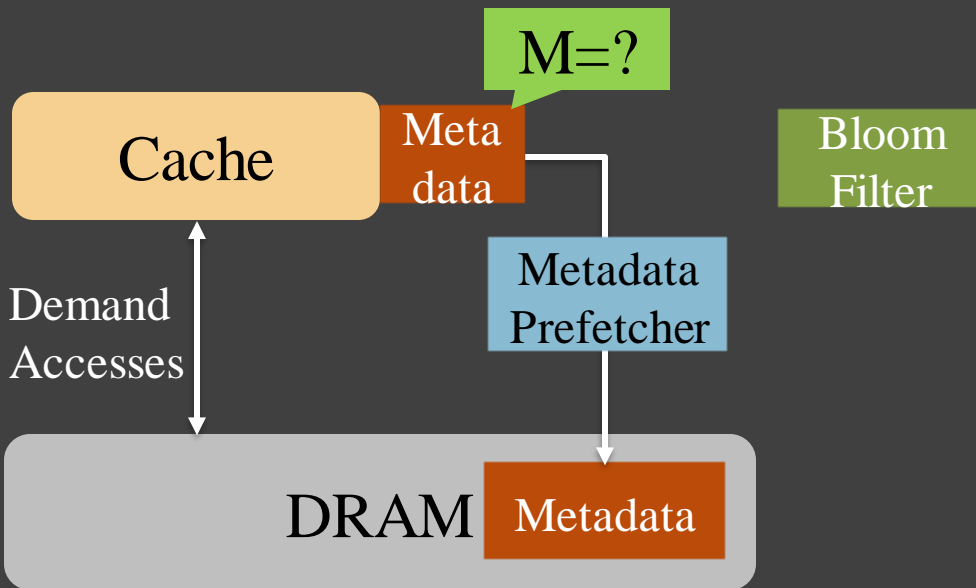 M=?
Cache
Meta
data
Bloom
Filter
Metadata
Prefetcher
Demand
Accesses
DRAM
Metadata